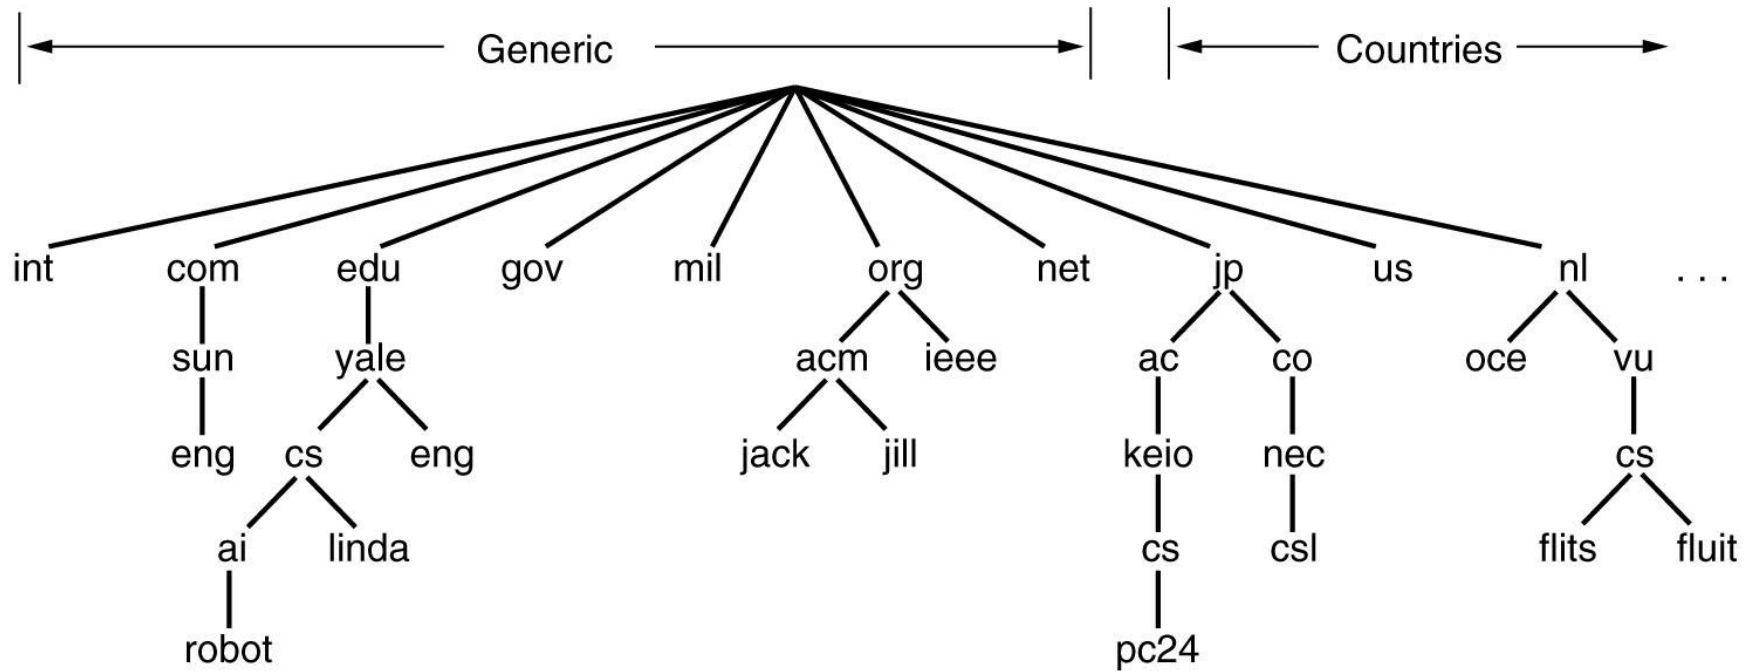 Generic Countries
int com edu gov mil org net jp us nl . . .
sun yale acm ieee ac co oce vu
eng cs eng jack jill keio nec cs
ai linda cs csl flits fluit
robot pc24